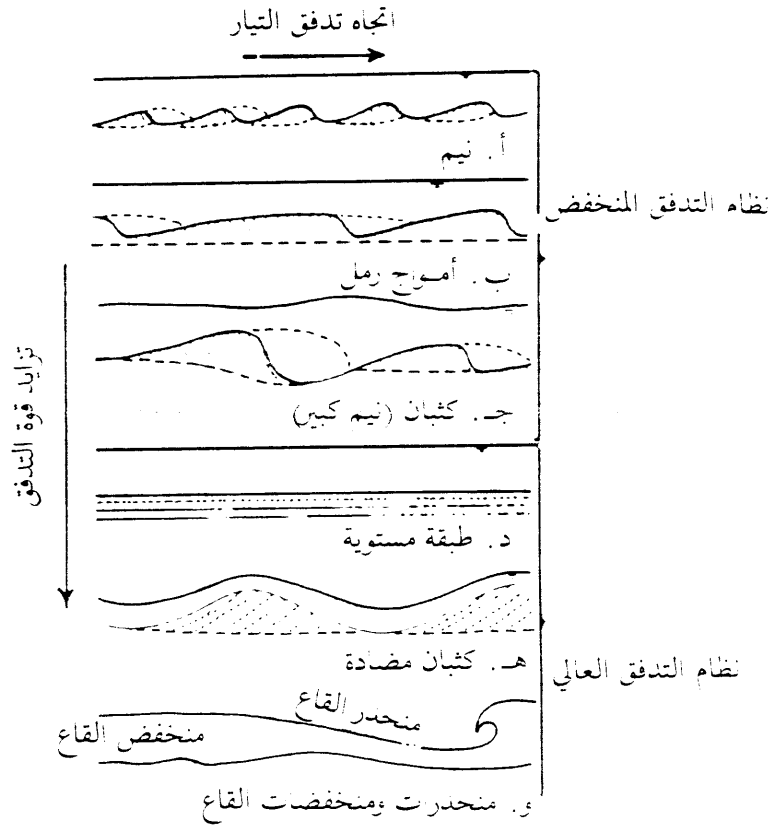 اتجاه تدفق التيار
أ. نيم
نظام التدفق المنخفض
ب. أمواج رمل
جـ. كثبان (نيم كبير)
تزايد قوة التدفق
د. طبقة مستوية
هـ. كثبان مضادة
نظام التدفق العالي
منحدر القاع
منخفض القاع
و. منحدرات ومنخفضات القاع